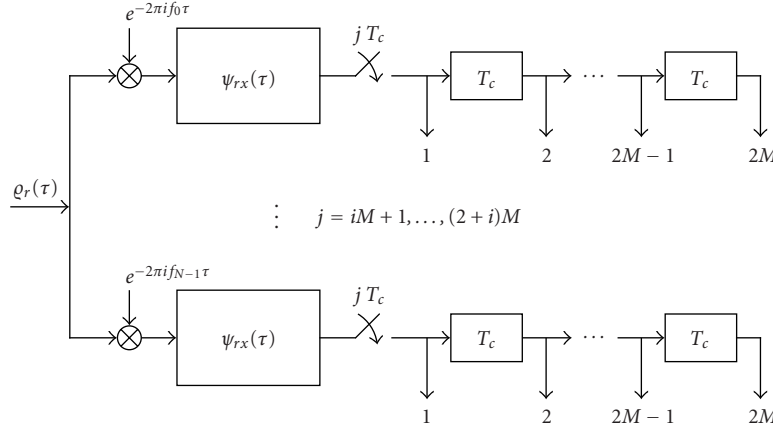 e^{-2πif_0τ}
ψ_{rx}(τ)
j T_c
T_c
⋯
T_c
1
2
2M − 1
2M
ϱ_r(τ)
⋮ j = iM + 1, . . . , (2 + i)M
e^{-2πif_{N−1}τ}
ψ_{rx}(τ)
j T_c
T_c
⋯
T_c
1
2
2M − 1
2M